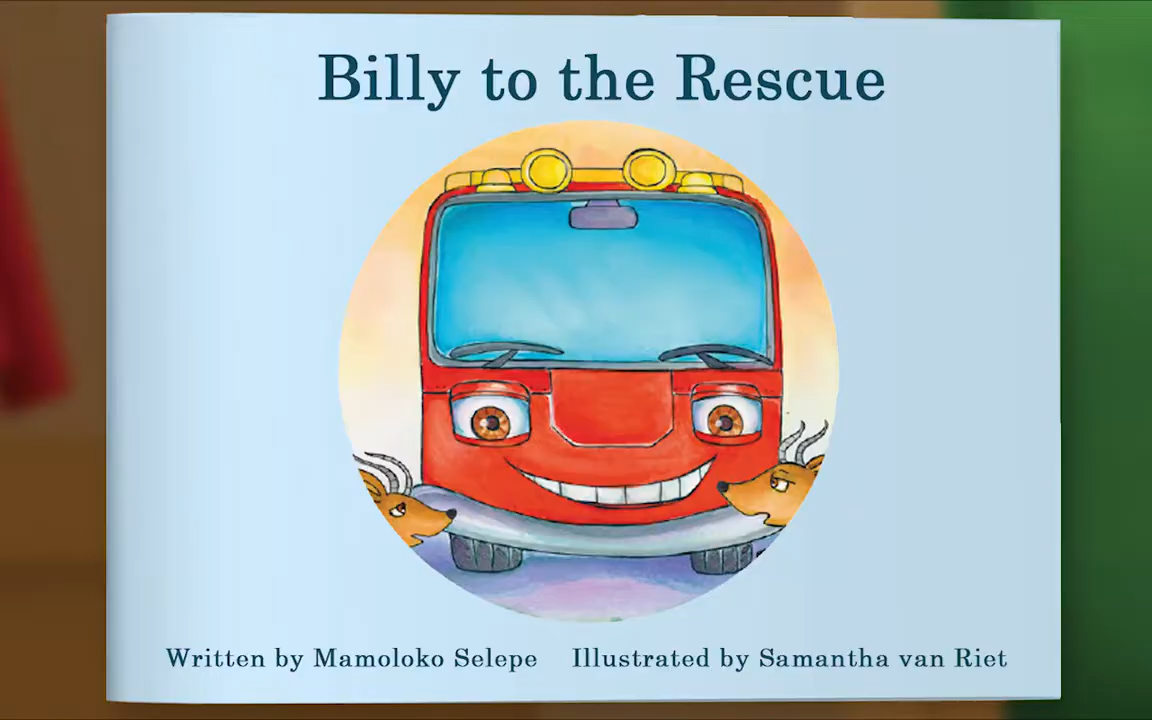 Billy to the Rescue
Written by Mamoloko Selepe Illustrated by Samantha van Riet